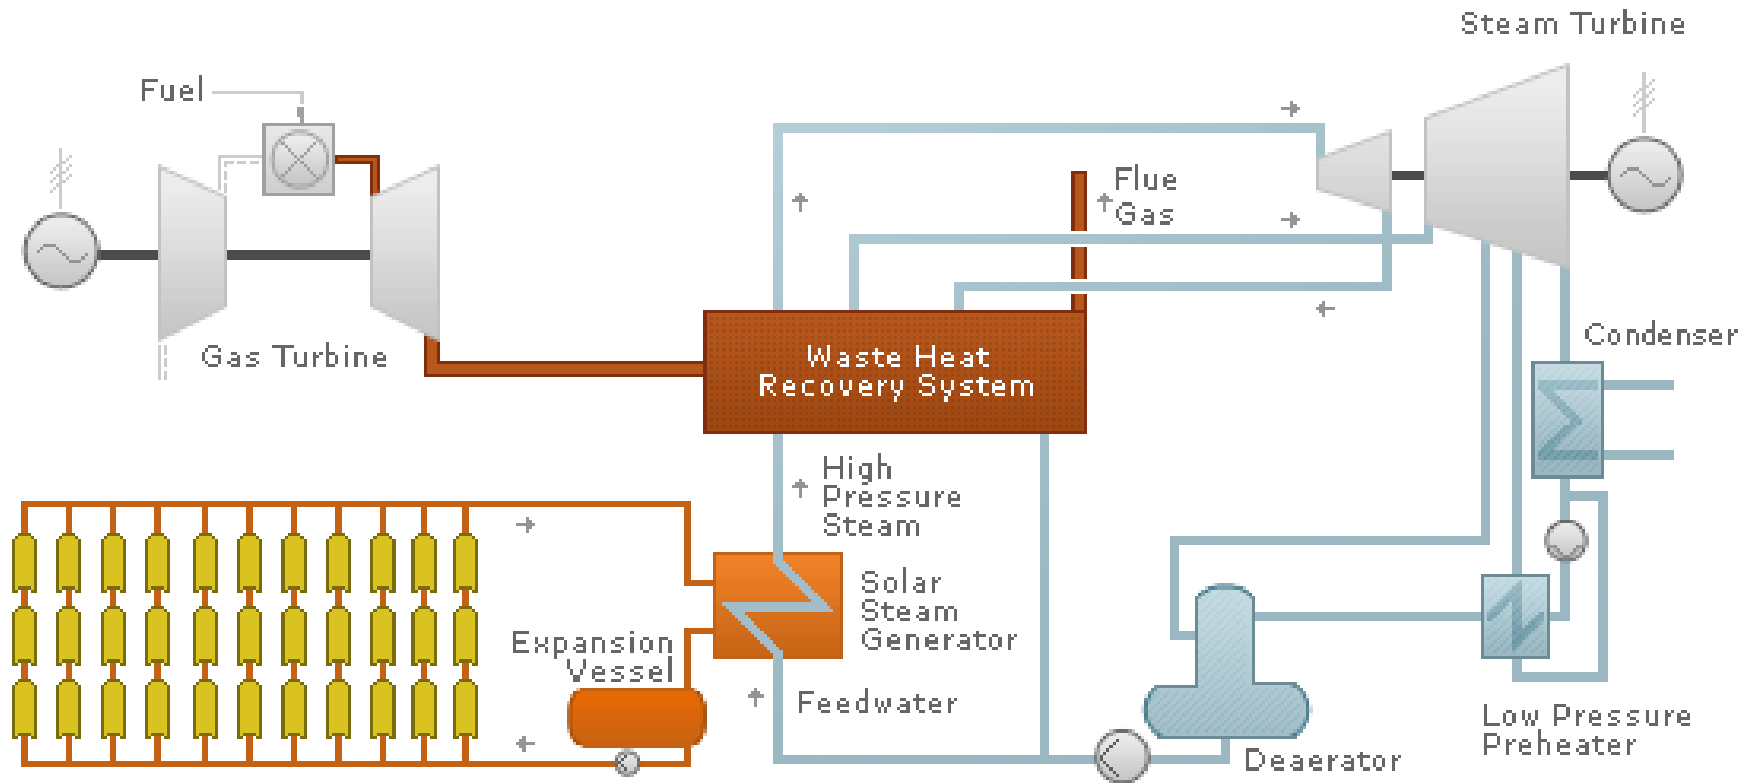 Steam Turbine
Fuel
Flue
Gas
Gas Turbine
Condenser
Waste Heat
Recovery System
High
Pressure
Steam
Solar
Steam
Generator
Expansion
Vessel
Feedwater
Low Pressure
Preheater
Deaerator